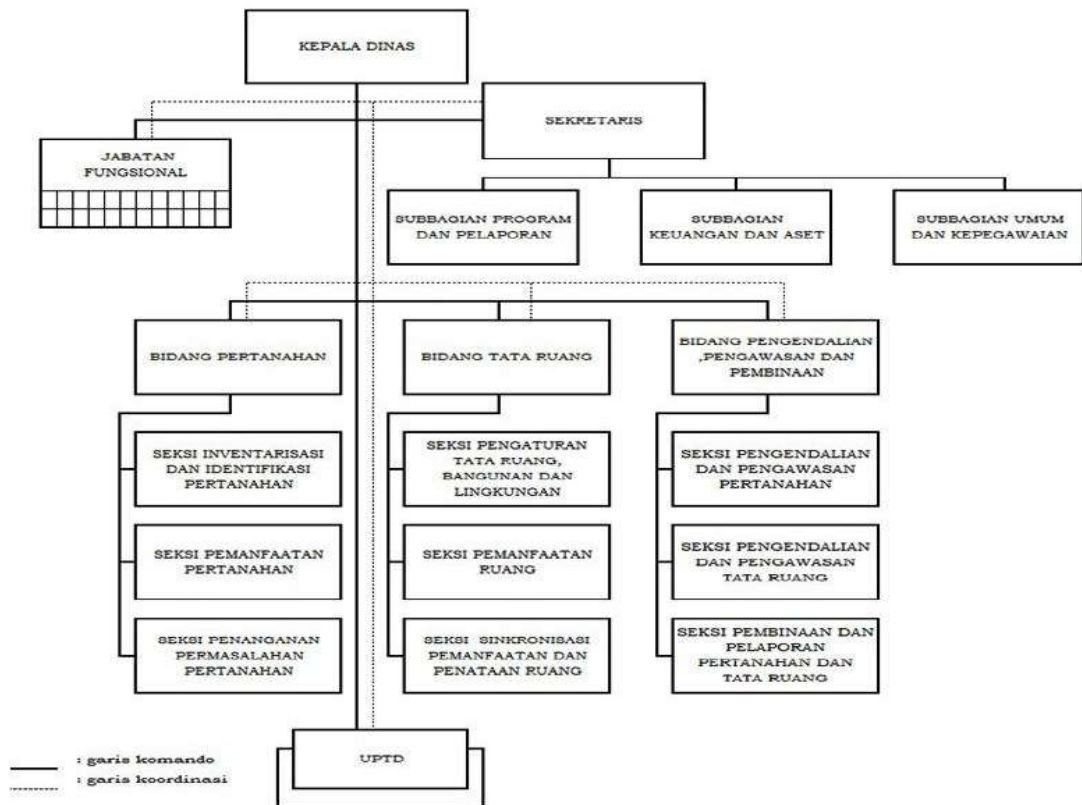 KEPALA DINAS
SEKRETARIS
JABATAN
FUNGSIONAL
SUBBAGIAN PROGRAM
DAN PELAPORAN
SUBBAGIAN
KEUANGAN DAN ASET
SUBBAGIAN UMUM
DAN KEPEGAWAIAN
BIDANG PERTANAHAN
BIDANG TATA RUANG
BIDANG PENGENDALIAN
,PENGAWASAN DAN
PEMBINAAN
SEKSI INVENTARISASI
DAN IDENTIFIKASI
PERTANAHAN
SEKSI PENGATURAN
TATA RUANG,
BANGUNAN DAN
LINGKUNGAN
SEKSI PENGENDALIAN
DAN PENGAWASAN
PERTANAHAN
SEKSI PEMANFAATAN
PERTANAHAN
SEKSI PEMANFAATAN
RUANG
SEKSI PENGENDALIAN
DAN PENGAWASAN
TATA RUANG
SEKSI PENANGANAN
PERMASALAHAN
PERTANAHAN
SEKSI SINKRONISASI
PEMANFAATAN DAN
PENATAAN RUANG
SEKSI PEMBINAAN DAN
PELAPORAN
PERTANAHAN DAN
TATA RUANG
UPTD
: garis komando
: garis koordinasi